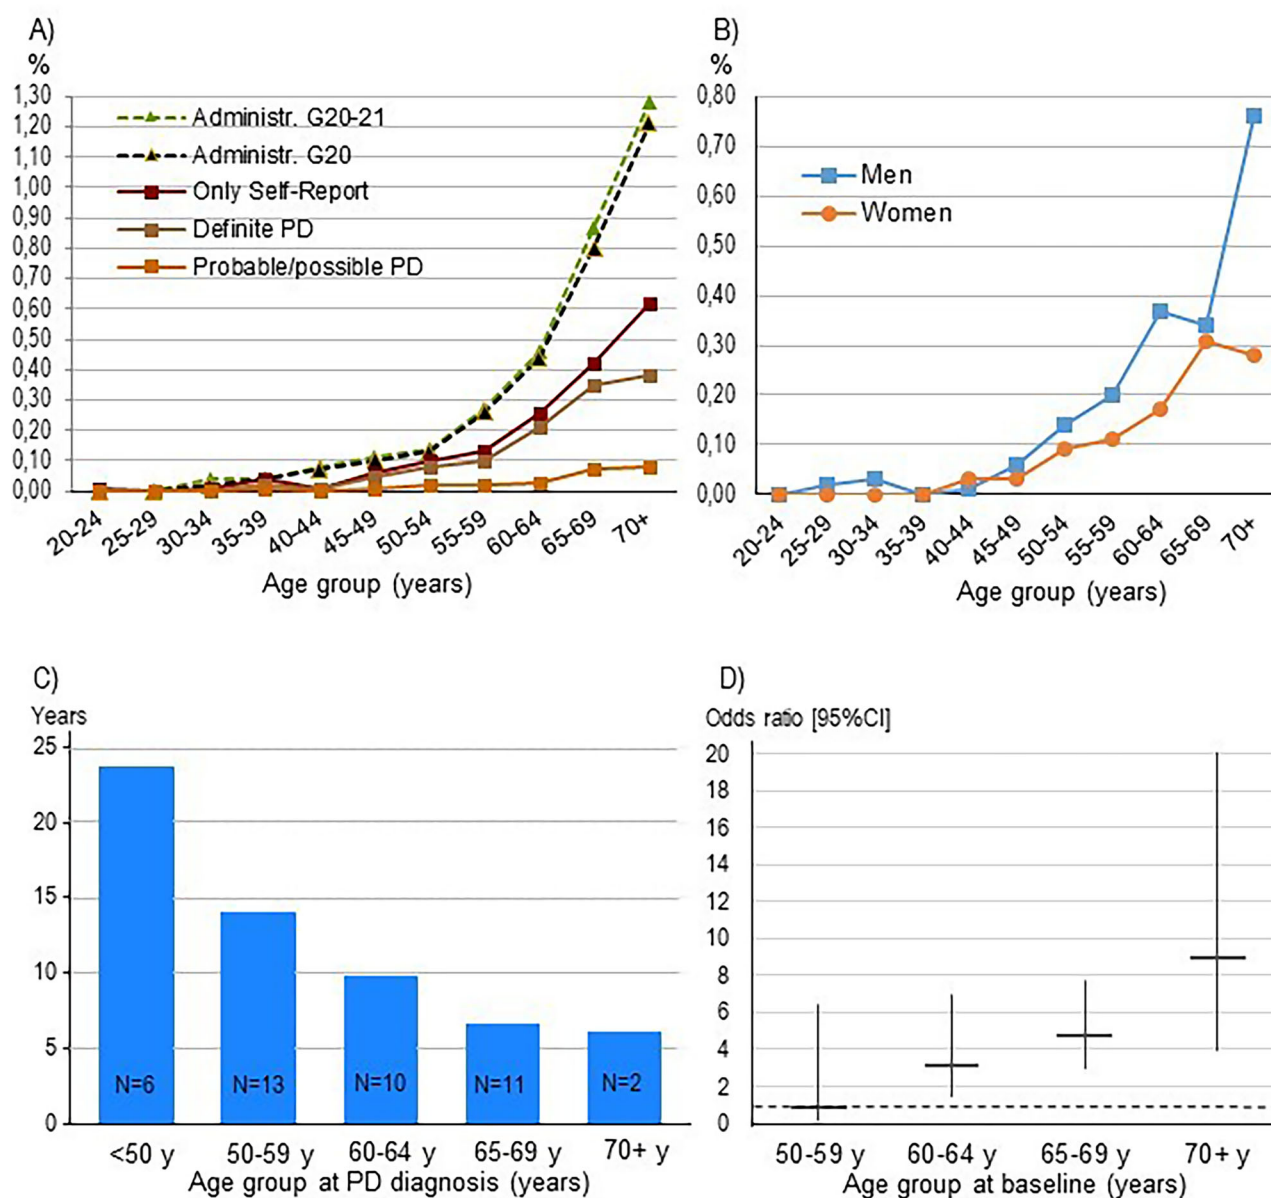 A)
%
1,30
1,20
1,10
1,00
0,90
0,80
0,70
0,60
0,50
0,40
0,30
0,20
0,10
0,00
Administr. G20-21
Administr. G20
Only Self-Report
Definite PD
Probable/possible PD
20-24
25-29
30-34
35-39
40-44
45-49
50-54
55-59
60-64
65-69
70+
Age group (years)
B)
%
0,80
0,70
0,60
0,50
0,40
0,30
0,20
0,10
0,00
Men
Women
20-24
25-29
30-34
35-39
40-44
45-49
50-54
55-59
60-64
65-69
70+
Age group (years)
C)
Years
25
20
15
10
5
0
N=6
N=13
N=10
N=11
N=2
<50 y
50-59 y
60-64 y
65-69 y
70+ y
Age group at PD diagnosis (years)
D)
Odds ratio [95%CI]
20
18
16
14
12
10
8
6
4
2
0
50-59 y
60-64 y
65-69 y
70+ y
Age group at baseline (years)